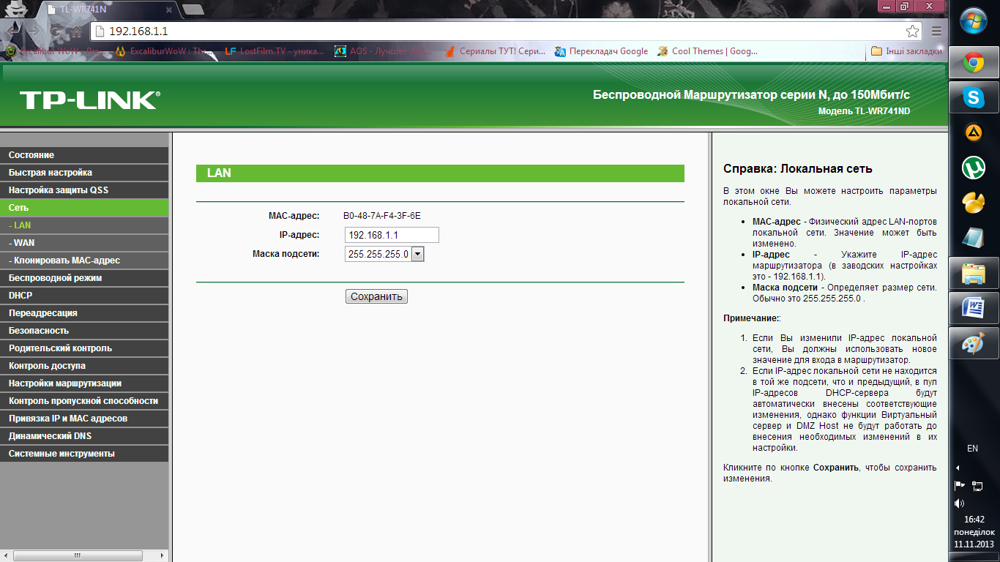 TL-WR741N
192.168.1.1
ExcaliburWoW : The...
LostFilm.TV - уника...
Сериалы ТУТ! Сери...
Перекладач Google
Cool Themes | Goog...
Інші закладки
TP-LINK®
Беспроводной Маршрутизатор серии N, до 150Мбит/с
Модель TL-WR741ND
Состояние
Быстрая настройка
Настройка защиты QSS
Сеть
- LAN
- WAN
- Клонировать MAC-адрес
Беспроводной режим
DHCP
Переадресация
Безопасность
Родительский контроль
Контроль доступа
Настройки маршрутизации
Контроль пропускной способности
Привязка IP и MAC адресов
Динамический DNS
Системные инструменты
LAN
MAC-адрес: B0-48-7A-F4-3F-6E
IP-адрес: 192.168.1.1
Маска подсети: 255.255.255.0
Сохранить
Справка: Локальная сеть
В этом окне Вы можете настроить параметры
локальной сети.
• MAC-адрес - Физический адрес LAN-портов
локальной сети. Значение может быть
изменено.
• IP-адрес - Укажите IP-адрес
маршрутизатора (в заводских настройках
это - 192.168.1.1).
• Маска подсети - Определяет размер сети.
Обычно это 255.255.255.0 .
Примечание::
1. Если Вы изменили IP-адрес локальной
сети, Вы должны использовать новое
значение для входа в маршрутизатор.
2. Если IP-адрес локальной сети не находится
в той же подсети, что и предыдущий, в пул
IP-адресов DHCP-сервера будут
автоматически внесены соответствующие
изменения, однако функции Виртуальный
сервер и DMZ Host не будут работать до
внесения необходимых изменений в их
настройки.
Кликните по кнопке Сохранить, чтобы сохранить
изменения.
EN
16:42
понеділок
11.11.2013